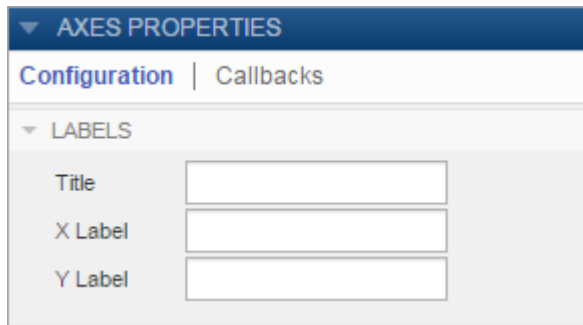 AXES PROPERTIES
Configuration | Callbacks
LABELS
Title
X Label
Y Label